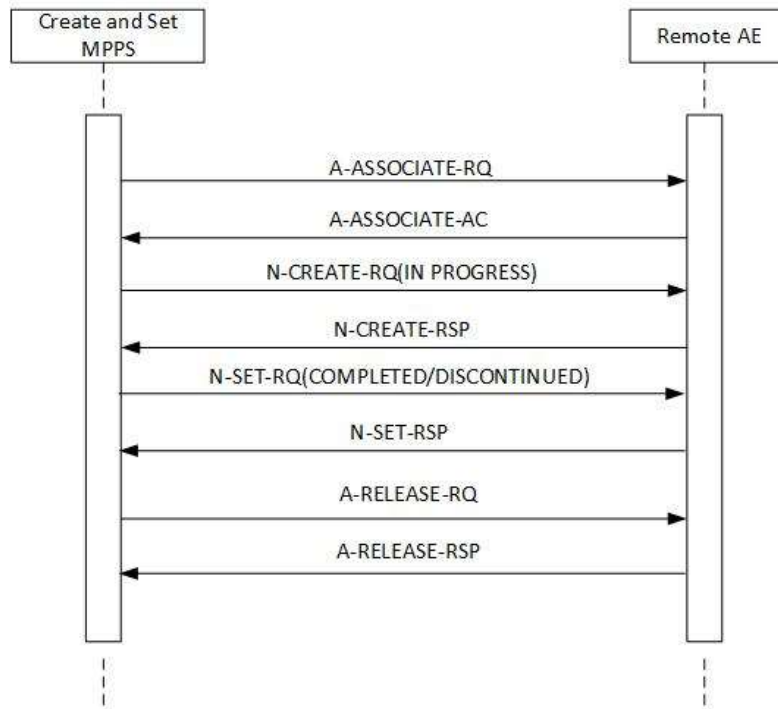 Create and Set
MPPS
Remote AE
A-ASSOCIATE-RQ
A-ASSOCIATE-AC
N-CREATE-RQ(IN PROGRESS)
N-CREATE-RSP
N-SET-RQ(COMPLETED/DISCONTINUED)
N-SET-RSP
A-RELEASE-RQ
A-RELEASE-RSP